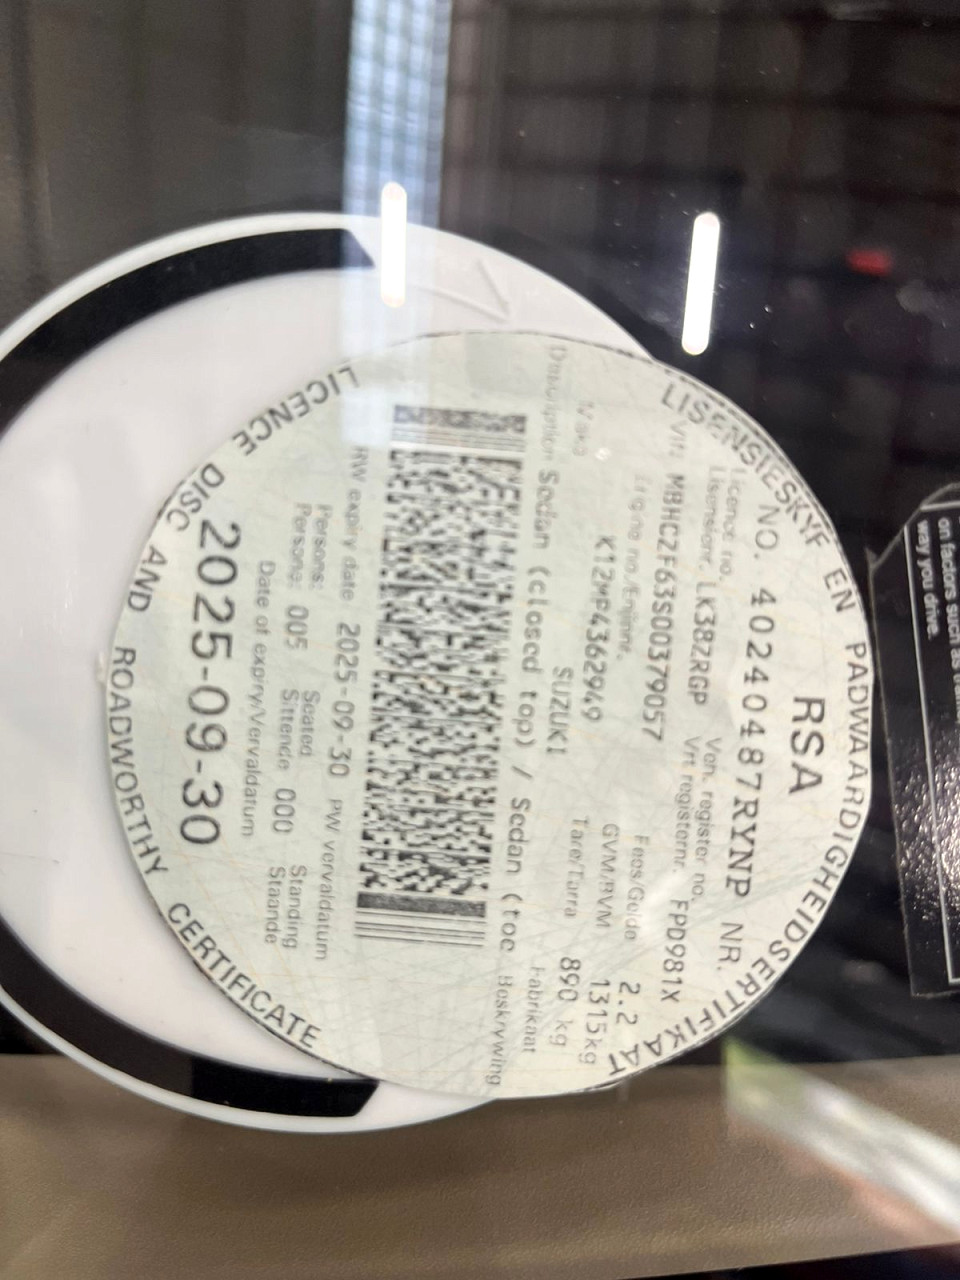 LISENSIESKYF EN PADWAARDIGHEIDSERTIFIKAAT
RSA
NO. 40240487RYNP NR.
Licence no. Veh. register no.
Lisensienr. LK38ZRGP Vrt registernr. FPD981X
VIN MBHCZF63S00379057
Engine no./Enjinnr. Fees/Gelde 2.2
K12MP4362949 GVM/BVM 1315kg
Make SUZUKI Tare/Tarra 890 kg Fabrikaat
Description Sedan (closed top) / Sedan (toe Beskrywing
RW expiry date 2025-09-30 PW vervaldatum
Persons: Seated Standing
Persone: 005 Sittende 000 Staande
Date of expiry/Vervaldatum
2025-09-30
LICENCE DISC AND ROADWORTHY CERTIFICATE
on factors such as
way you drive.